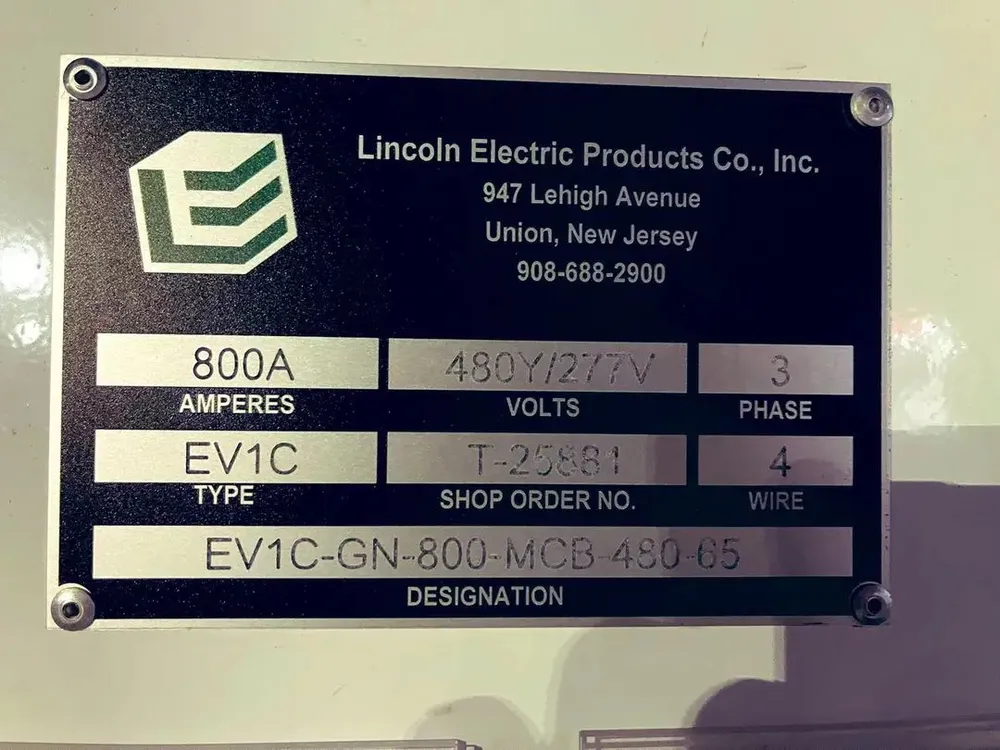 Lincoln Electric Products Co., Inc.
947 Lehigh Avenue
Union, New Jersey
908-688-2900
800A 480Y/277V 3
AMPERES VOLTS PHASE
EV1C T-25881 4
TYPE SHOP ORDER NO. WIRE
EV1C-GN-800-MCB-480-65
DESIGNATION